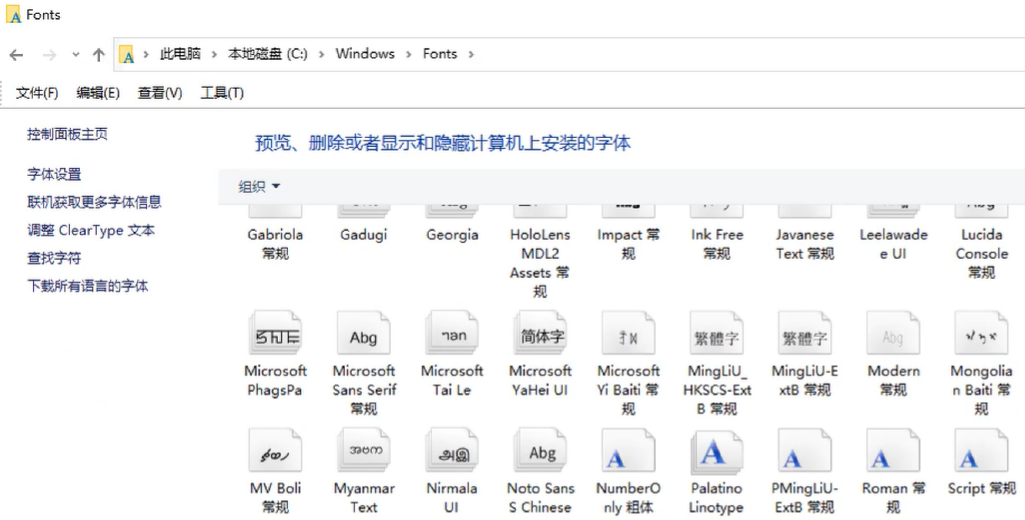 Fonts
此电脑 › 本地磁盘 (C:) › Windows › Fonts ›
文件(F) 编辑(E) 查看(V) 工具(T)
控制面板主页
字体设置
联机获取更多字体信息
调整 ClearType 文本
查找字符
下载所有语言的字体
预览、删除或者显示和隐藏计算机上安装的字体
组织
Gabriola
常规
Gadugi
Georgia
HoloLens
MDL2
Assets 常
规
Impact 常
规
Ink Free
常规
Javanese
Text 常规
Leelawade
e UI
Lucida
Console
常规
Abg
简体字
繁體字
繁體字
Abg
Microsoft
PhagsPa
Microsoft
Sans Serif
常规
Microsoft
Tai Le
Microsoft
YaHei UI
Microsoft
Yi Baiti 常
规
MingLiU_
HKSCS-Ext
B 常规
MingLiU-E
xtB 常规
Modern
常规
Mongolia
n Baiti 常
规
Abg
MV Boli
常规
Myanmar
Text
Nirmala
UI
Noto Sans
S Chinese
NumberO
nly 粗体
Palatino
Linotype
PMingLiU-
ExtB 常规
Roman 常
规
Script 常规